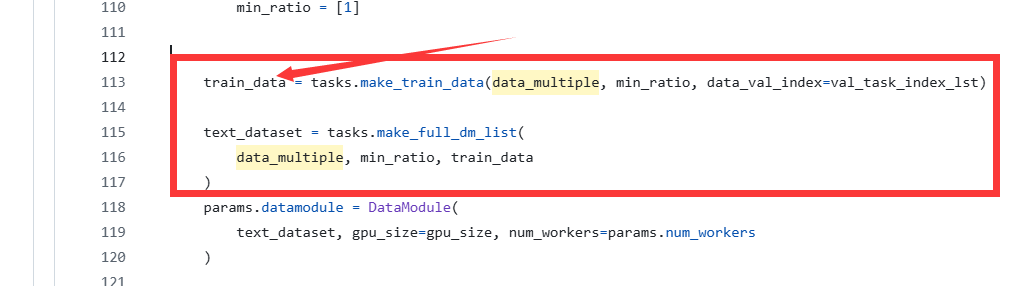 110 min_ratio = [1]
111
112
113 train_data = tasks.make_train_data(data_multiple, min_ratio, data_val_index=val_task_index_lst)
114
115 text_dataset = tasks.make_full_dm_list(
116 data_multiple, min_ratio, train_data
117 )
118 params.datamodule = DataModule(
119 text_dataset, gpu_size=gpu_size, num_workers=params.num_workers
120 )
121